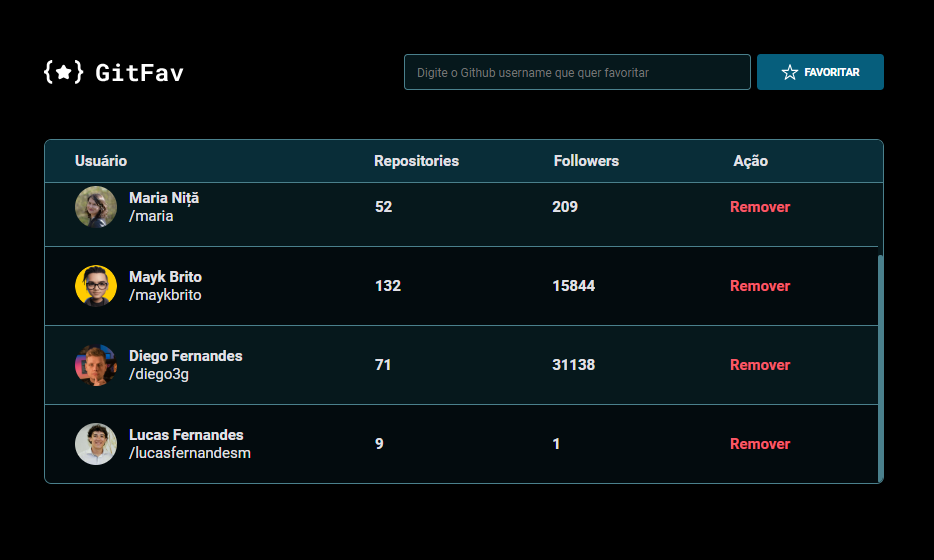 {★} GitFav
Digite o Github username que quer favoritar
FAVORITAR
Usuário Repositories Followers Ação
Maria Niță
/maria
52 209 Remover
Mayk Brito
/maykbrito
132 15844 Remover
Diego Fernandes
/diego3g
71 31138 Remover
Lucas Fernandes
/lucasfernandesm
9 1 Remover